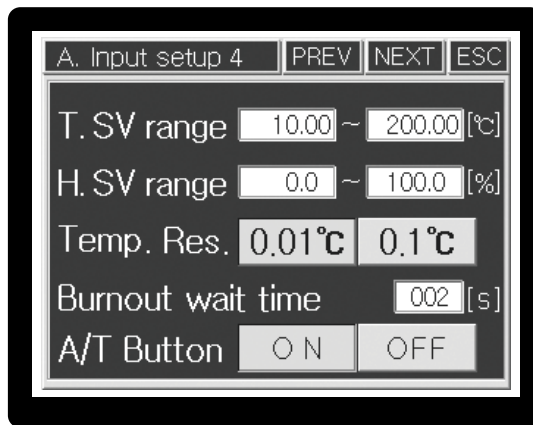 A. Input setup 4 PREV NEXT ESC
T. SV range 10.00 ~ 200.00 [℃]
H. SV range 0.0 ~ 100.0 [%]
Temp. Res. 0.01℃ 0.1℃
Burnout wait time 002 [s]
A/T Button ON OFF